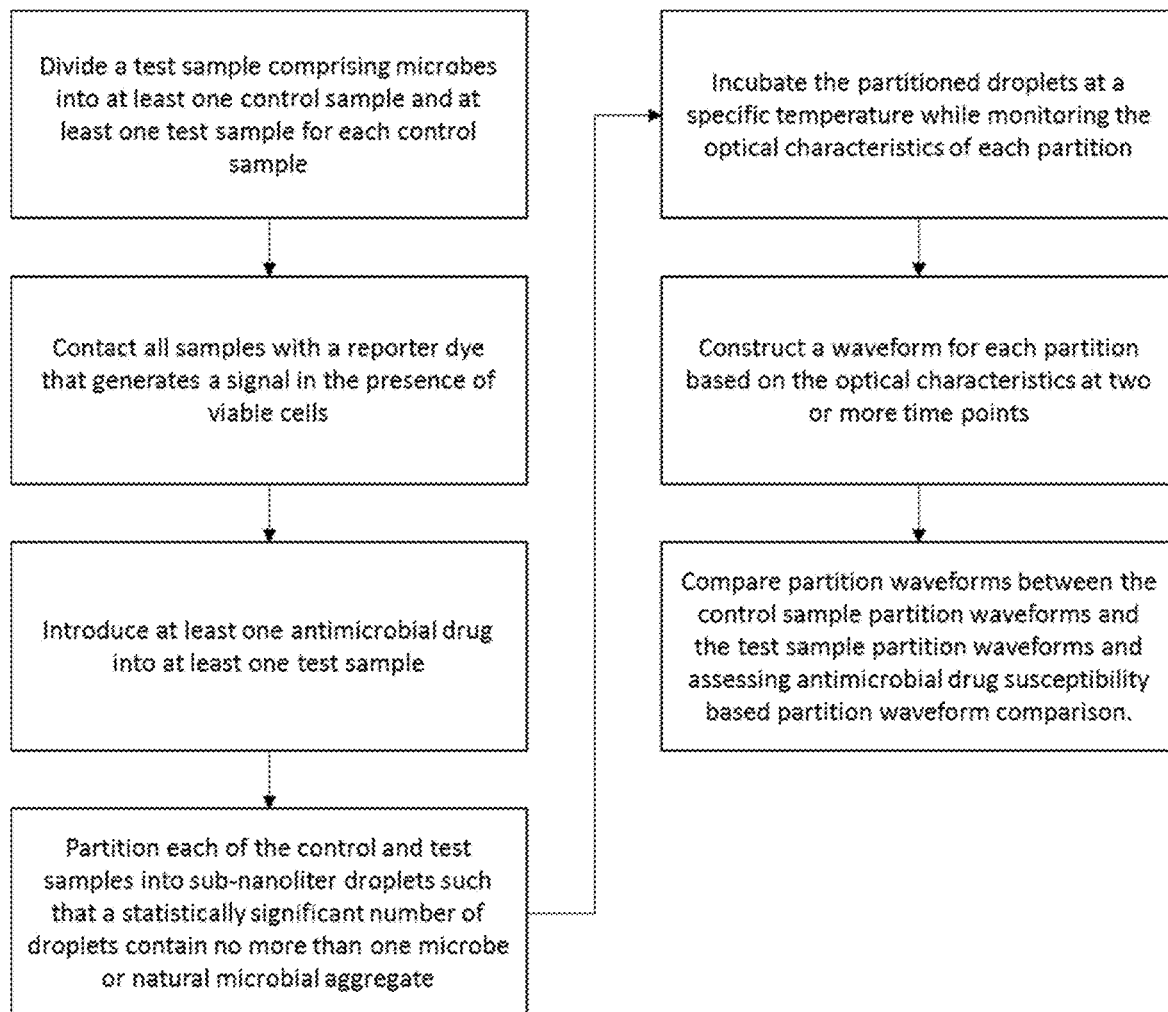 Divide a test sample comprising microbes
into at least one control sample and at
least one test sample for each control
sample
Contact all samples with a reporter dye
that generates a signal in the presence of
viable cells
Introduce at least one antimicrobial drug
into at least one test sample
Partition each of the control and test
samples into sub-nanoliter droplets such
that a statistically significant number of
droplets contain no more than one microbe
or natural microbial aggregate
Incubate the partitioned droplets at a
specific temperature while monitoring the
optical characteristics of each partition
Construct a waveform for each partition
based on the optical characteristics at two
or more time points
Compare partition waveforms between the
control sample partition waveforms and
the test sample partition waveforms and
assessing antimicrobial drug susceptibility
based partition waveform comparison.